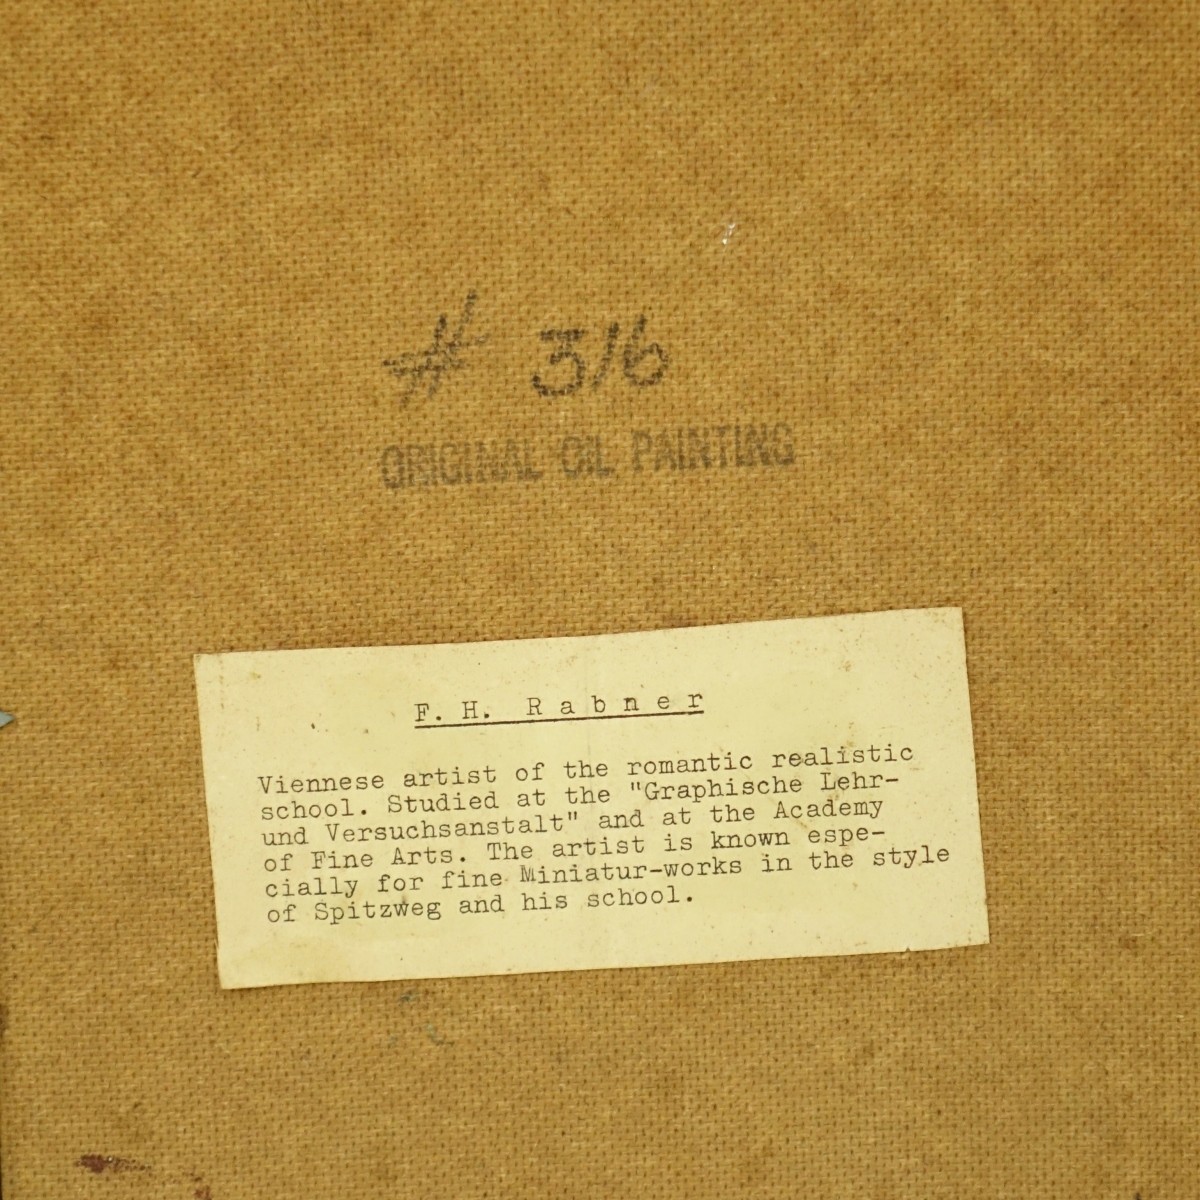 # 316
ORIGINAL OIL PAINTING
F. H. Rabner
Viennese artist of the romantic realistic
school. Studied at the "Graphische Lehr-
und Versuchsanstalt" and at the Academy
of Fine Arts. The artist is known espe-
cially for fine Miniatur-works in the style
of Spitzweg and his school.